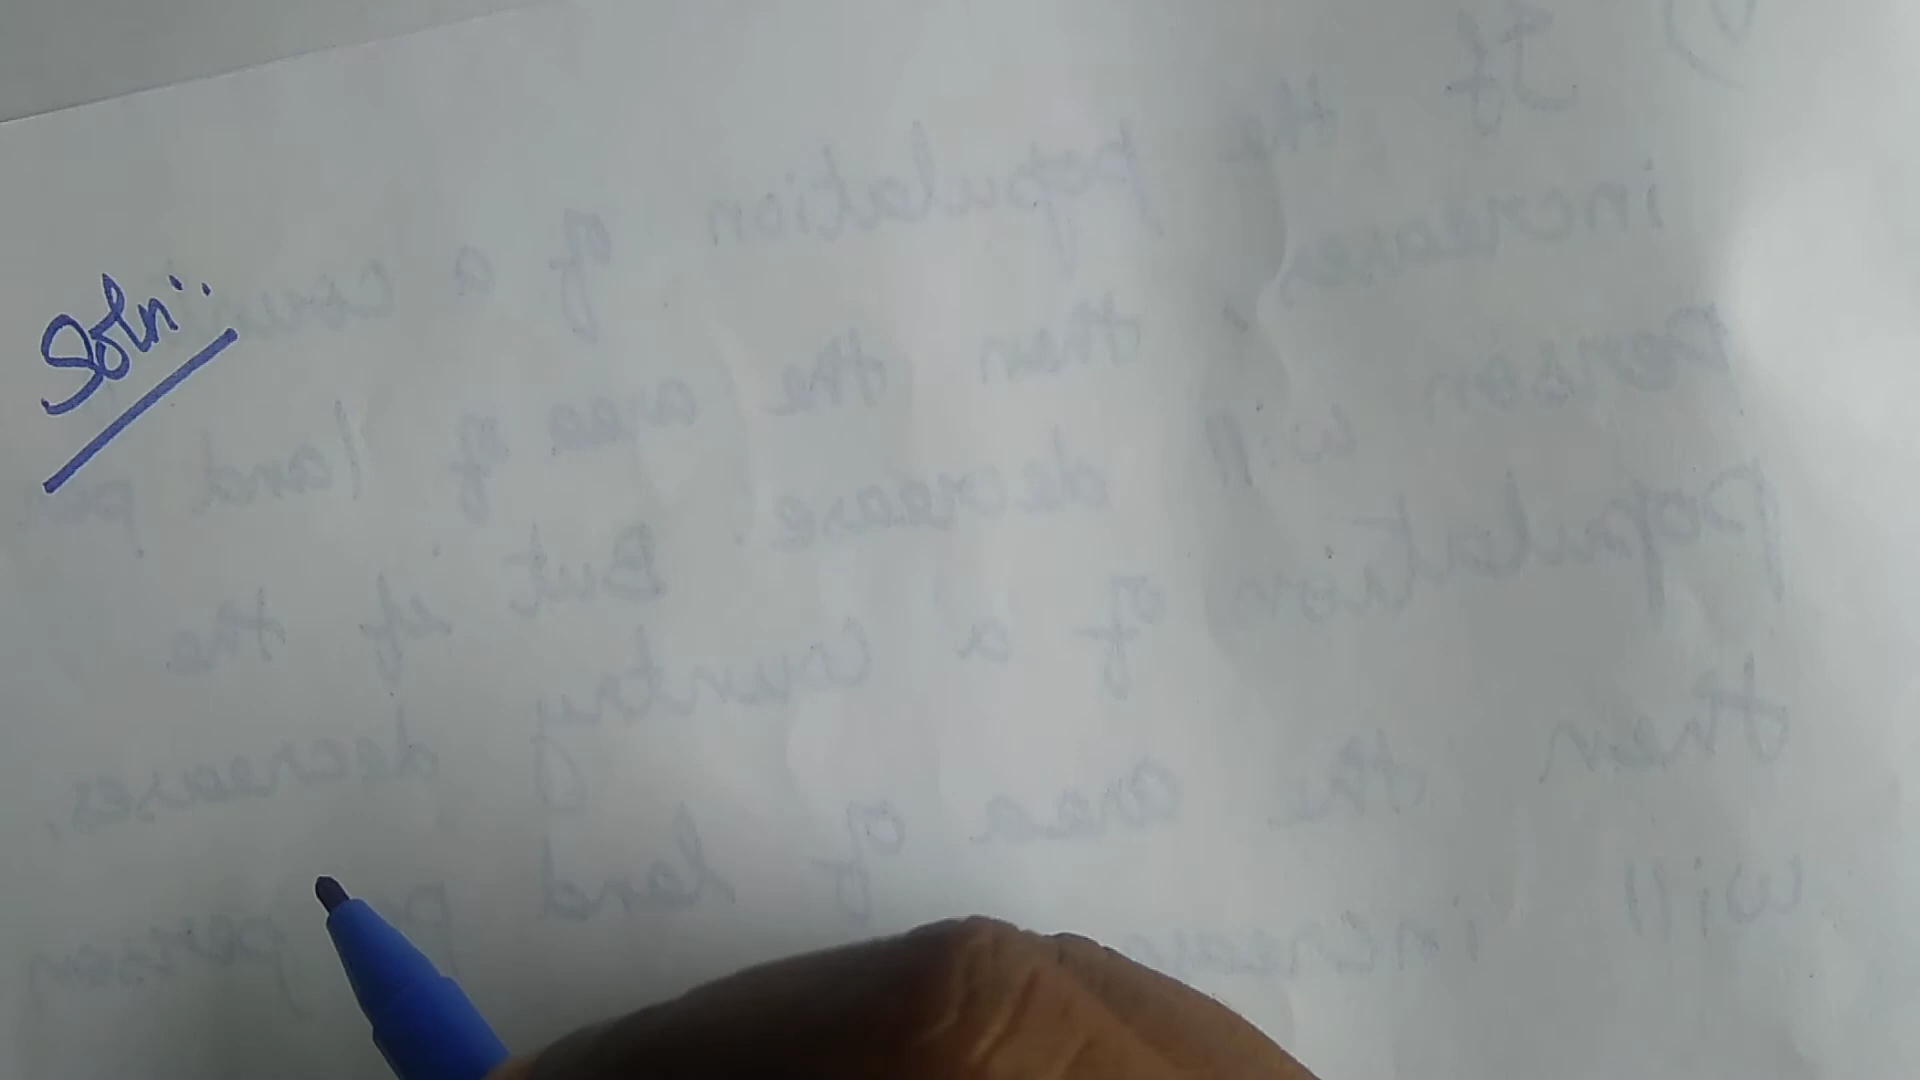 Soln:
v) If the population of a coun
increases, then the area of land per
person will decrease. But if the
population of a country decreases,
then the area of land per person
will increase